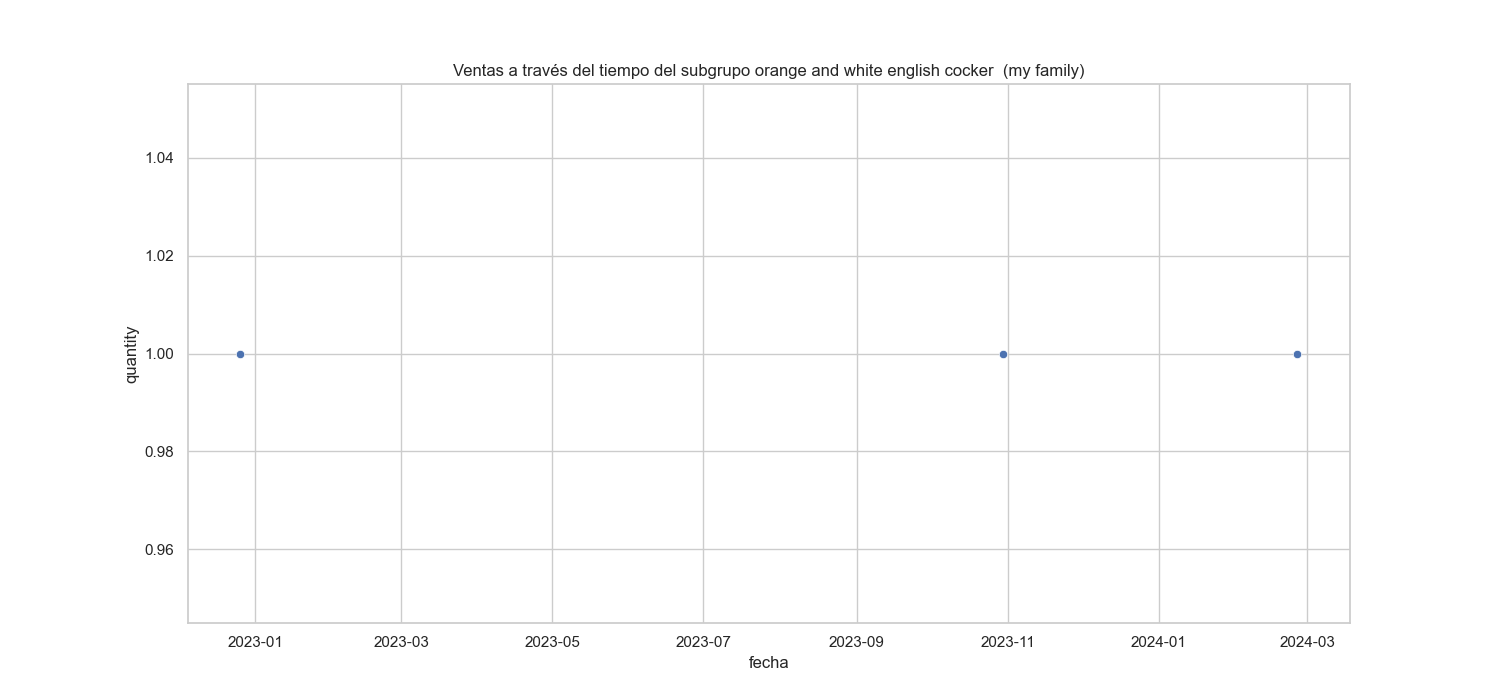 Ventas a través del tiempo del subgrupo orange and white english cocker  (my family)
1.04
1.02
1.00
0.98
0.96
quantity
2023-01 2023-03 2023-05 2023-07 2023-09 2023-11 2024-01 2024-03
fecha